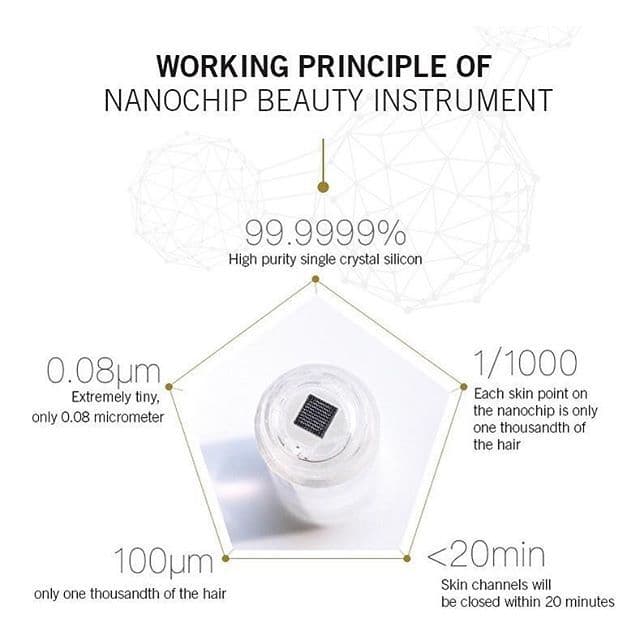 WORKING PRINCIPLE OF
NANOCHIP BEAUTY INSTRUMENT
99.9999%
High purity single crystal silicon
0.08μm
Extremely tiny,
only 0.08 micrometer
1/1000
Each skin point on
the nanochip is only
one thousandth of
the hair
100μm
only one thousandth of the hair
<20min
Skin channels will
be closed within 20 minutes